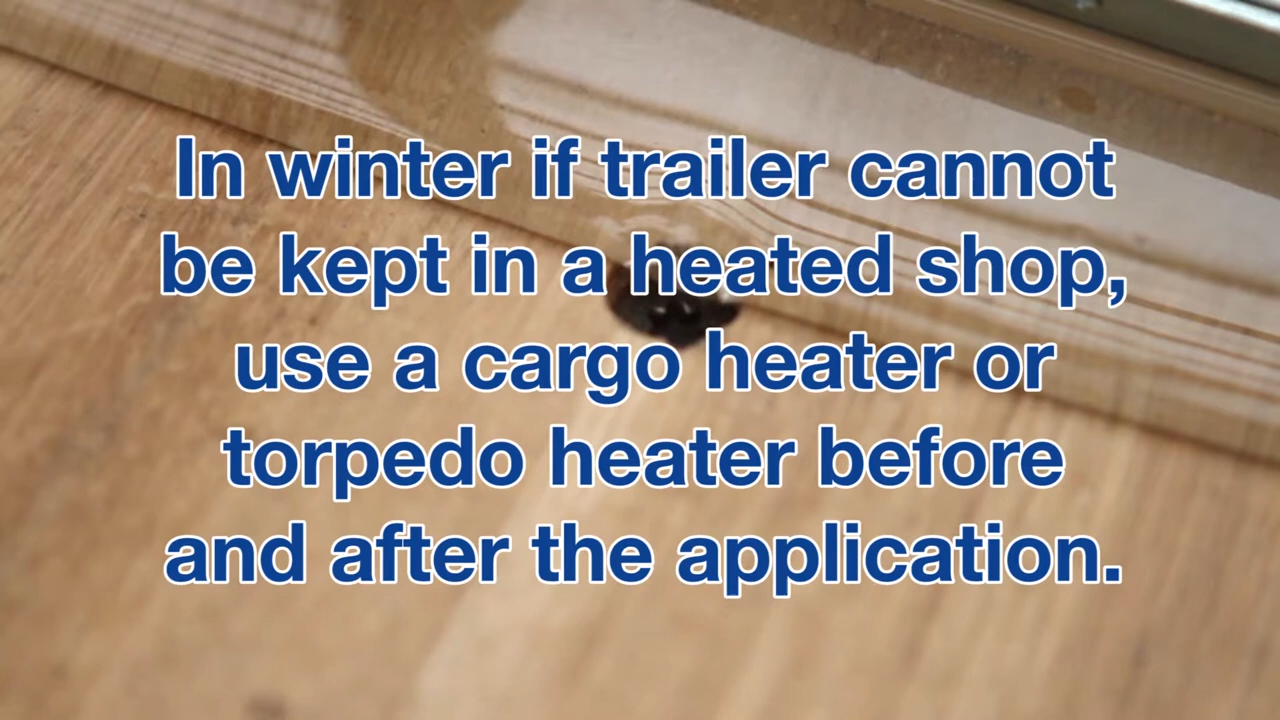 In winter if trailer cannot
be kept in a heated shop,
use a cargo heater or
torpedo heater before
and after the application.